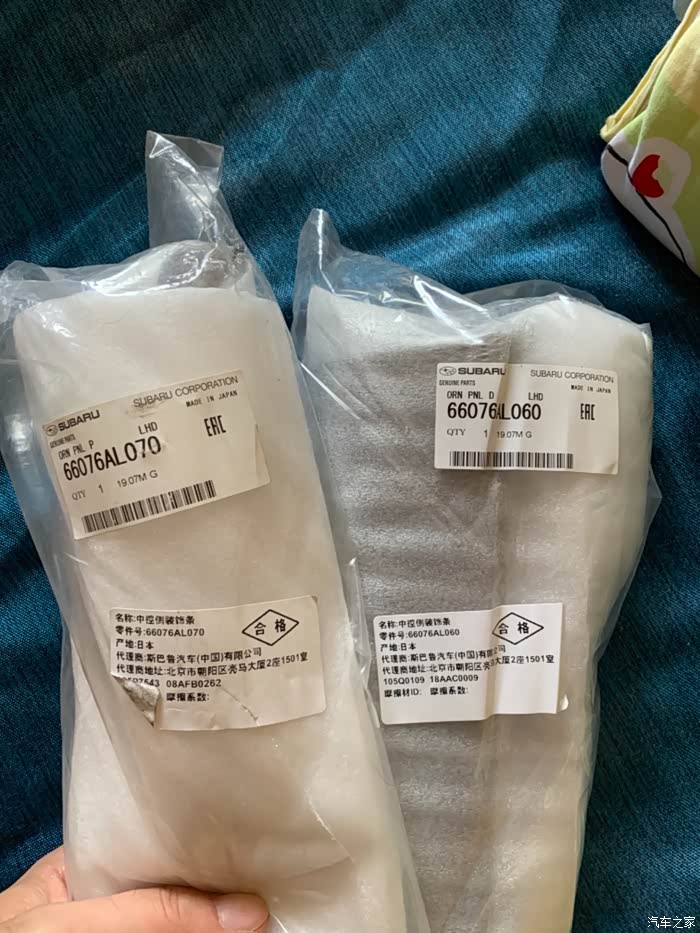 SUBARU SUBARU CORPORATION
GENUINE PARTS MADE IN JAPAN
ORN PNL P LHD
66076AL070 EAC
QTY 1 19.07M G
名称:中控侧装饰条
零件号:66076AL070
产地:日本
代理商:斯巴鲁汽车(中国)有限公司
代理商地址:北京市朝阳区亮马大厦2座1501室
08AFB0262
摩擦系数:
合格
SUBARU SUBARU CORPORATION
GENUINE PARTS MADE IN JAPAN
ORN PNL D LHD
66076AL060 EAC
QTY 1 19.07M G
名称:中控侧装饰条
零件号:66076AL060
产地:日本
代理商:斯巴鲁汽车(中国)有限公司
代理商地址:北京市朝阳区亮马大厦2座1501室
105Q0109 18AAC0009
摩擦材ID: 摩擦系数:
合格
汽车之家